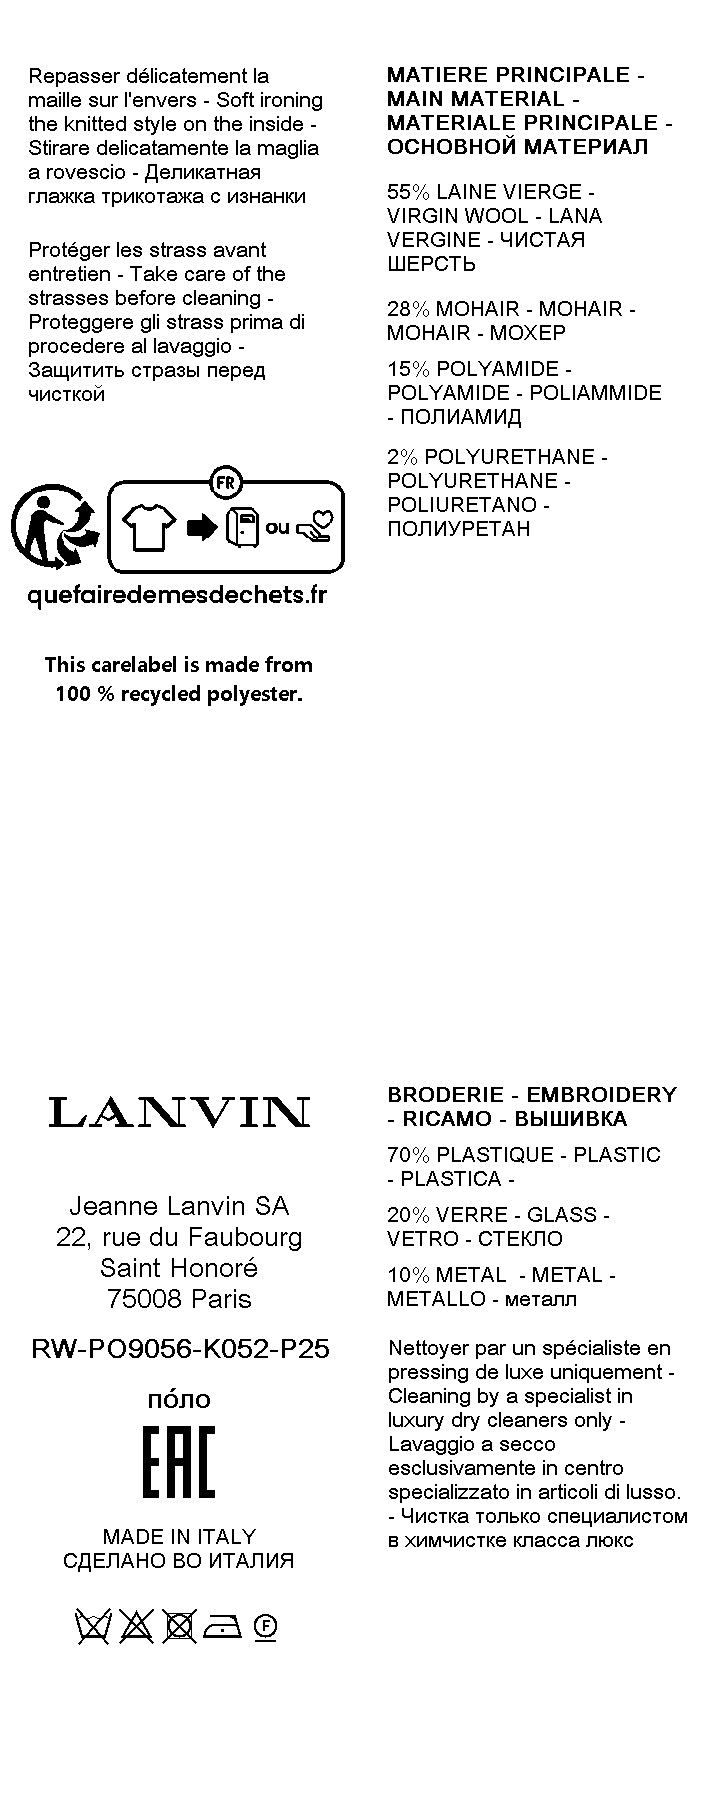 Repasser délicatement la
maille sur l'envers - Soft ironing
the knitted style on the inside -
Stirare delicatamente la maglia
a rovescio - Деликатная
глажка трикотажа с изнанки
Protéger les strass avant
entretien - Take care of the
strasses before cleaning -
Proteggere gli strass prima di
procedere al lavaggio -
Защитить стразы перед
чисткой
FR
ou
quefairedemesdechets.fr
This carelabel is made from
100 % recycled polyester.
MATIERE PRINCIPALE -
MAIN MATERIAL -
MATERIALE PRINCIPALE -
ОСНОВНОЙ МАТЕРИАЛ
55% LAINE VIERGE -
VIRGIN WOOL - LANA
VERGINE - ЧИСТАЯ
ШЕРСТЬ
28% MOHAIR - MOHAIR -
MOHAIR - МОХЕР
15% POLYAMIDE -
POLYAMIDE - POLIAMMIDE
- ПОЛИАМИД
2% POLYURETHANE -
POLYURETHANE -
POLIURETANO -
ПОЛИУРЕТАН
LANVIN
Jeanne Lanvin SA
22, rue du Faubourg
Saint Honoré
75008 Paris
RW-PO9056-K052-P25
пóло
EAC
MADE IN ITALY
СДЕЛАНО ВО ИТАЛИЯ
F
BRODERIE - EMBROIDERY
- RICAMO - ВЫШИВКА
70% PLASTIQUE - PLASTIC
- PLASTICA -
20% VERRE - GLASS -
VETRO - СТЕКЛО
10% METAL - METAL -
METALLO - металл
Nettoyer par un spécialiste en
pressing de luxe uniquement -
Cleaning by a specialist in
luxury dry cleaners only -
Lavaggio a secco
esclusivamente in centro
specializzato in articoli di lusso.
- Чистка только специалистом
в химчистке класса люкс